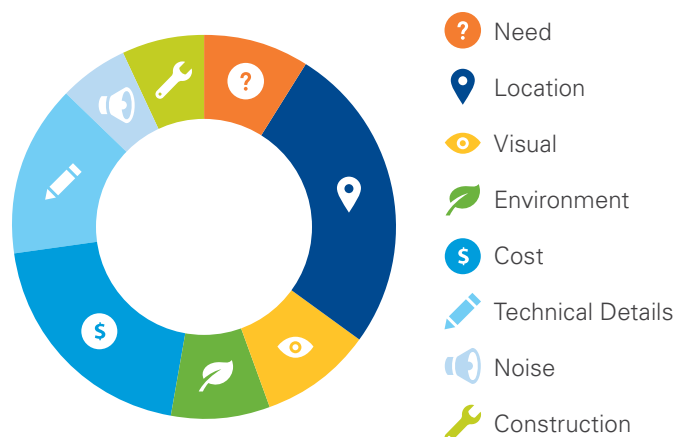 Need
Location
Visual
Environment
Cost
Technical Details
Noise
Construction